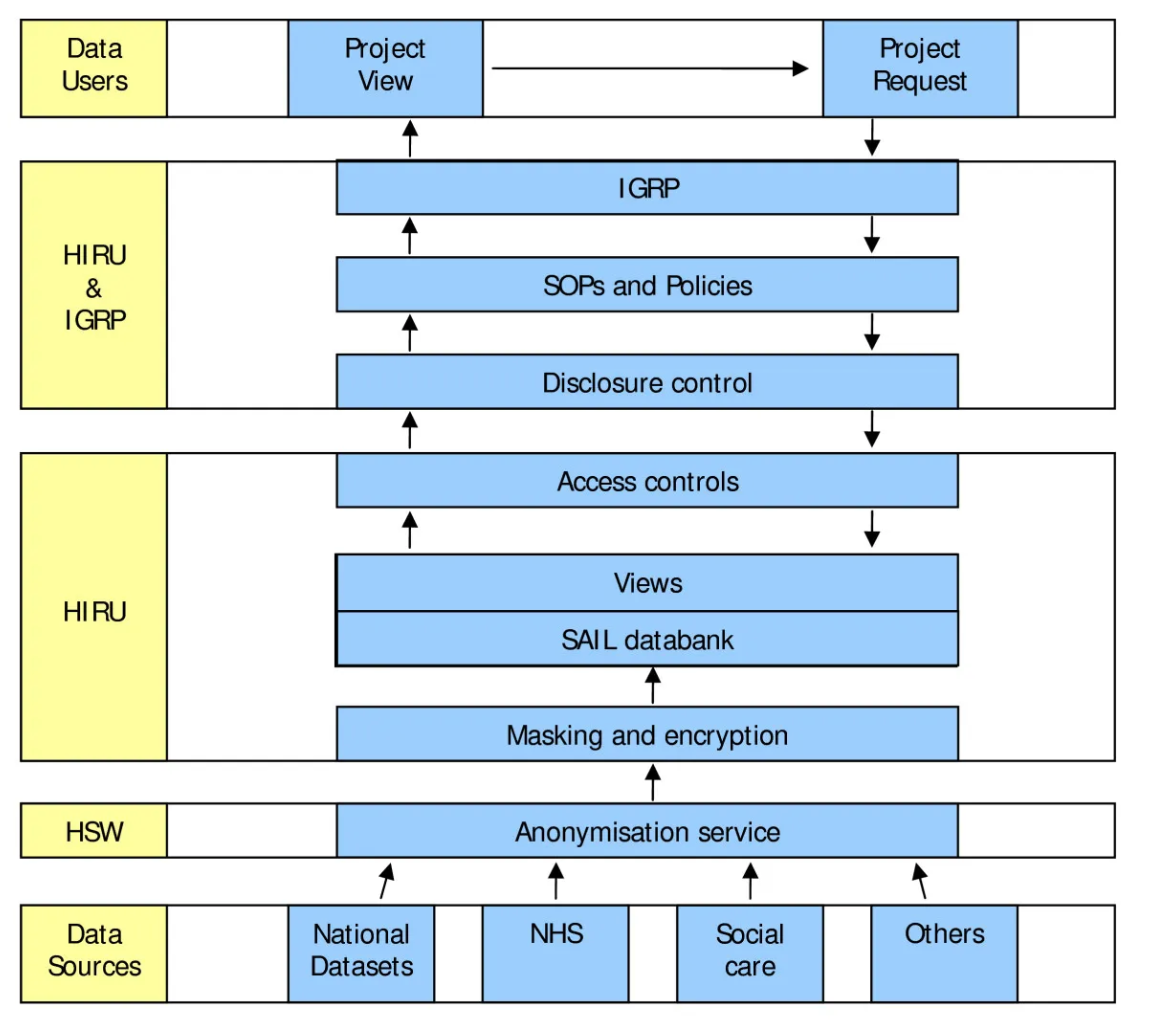 Data
Users
Project
View
Project
Request
HIRU
&
IGRP
IGRP
SOPs and Policies
Disclosure control
HIRU
Access controls
Views
SAIL databank
Masking and encryption
HSW
Anonymisation service
Data
Sources
National
Datasets
NHS
Social
care
Others